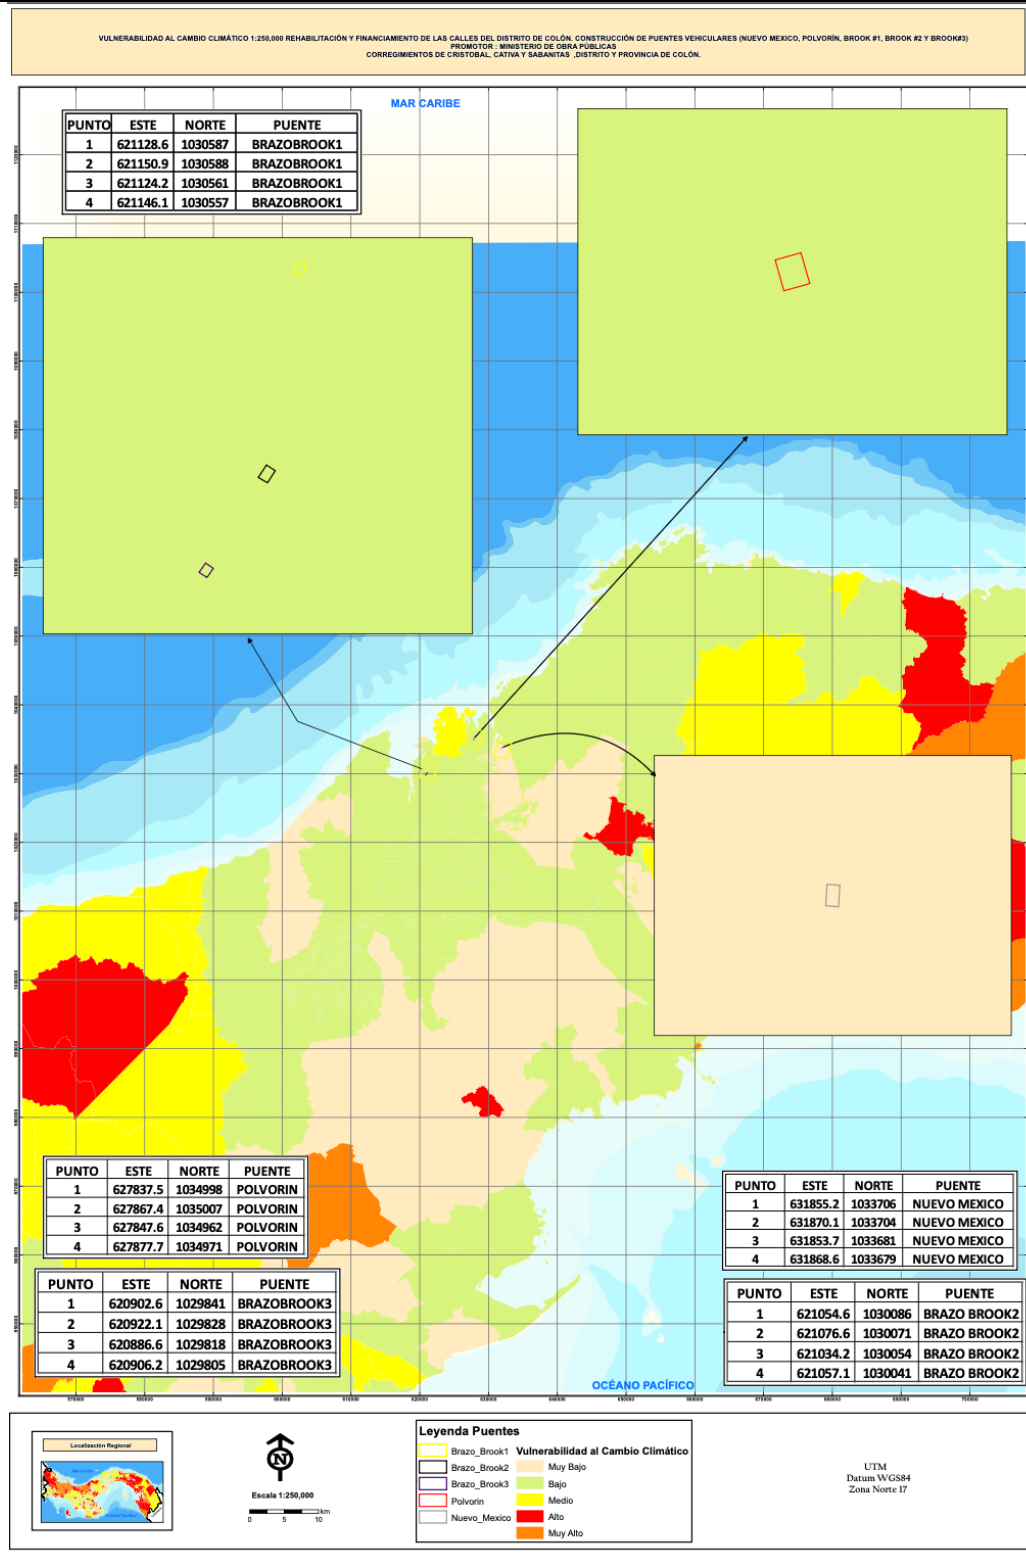 VULNERABILIDAD AL CAMBIO CLIMÁTICO 1:250,000 REHABILITACIÓN Y FINANCIAMIENTO DE LAS CALLES DEL DISTRITO DE COLÓN. CONSTRUCCIÓN DE PUENTES VEHICULARES (NUEVO MEXICO, POLVORÍN, BROOK #1, BROOK #2 Y BROOK#3)
PROMOTOR : MINISTERIO DE OBRA PÚBLICAS
CORREGIMIENTOS DE CRISTOBAL, CATIVA Y SABANITAS ,DISTRITO Y PROVINCIA DE COLÓN.
MAR CARIBE
PUNTO ESTE NORTE PUENTE
1 621128.6 1030587 BRAZOBROOK1
2 621150.9 1030588 BRAZOBROOK1
3 621124.2 1030561 BRAZOBROOK1
4 621146.1 1030557 BRAZOBROOK1
PUNTO ESTE NORTE PUENTE
1 627837.5 1034998 POLVORIN
2 627867.4 1035007 POLVORIN
3 627847.6 1034962 POLVORIN
4 627877.7 1034971 POLVORIN
PUNTO ESTE NORTE PUENTE
1 631855.2 1033706 NUEVO MEXICO
2 631870.1 1033704 NUEVO MEXICO
3 631853.7 1033681 NUEVO MEXICO
4 631868.6 1033679 NUEVO MEXICO
PUNTO ESTE NORTE PUENTE
1 620902.6 1029841 BRAZOBROOK3
2 620922.1 1029828 BRAZOBROOK3
3 620886.6 1029818 BRAZOBROOK3
4 620906.2 1029805 BRAZOBROOK3
PUNTO ESTE NORTE PUENTE
1 621054.6 1030086 BRAZO BROOK2
2 621076.6 1030071 BRAZO BROOK2
3 621034.2 1030054 BRAZO BROOK2
4 621057.1 1030041 BRAZO BROOK2
OCÉANO PACÍFICO
Localización Regional
N
Escala 1:250,000
km
0 5 10
Leyenda Puentes
Brazo_Brook1
Brazo_Brook2
Brazo_Brook3
Polvorin
Nuevo_Mexico
Vulnerabilidad al Cambio Climático
Muy Bajo
Bajo
Medio
Alto
Muy Alto
UTM
Datum WGS84
Zona Norte 17